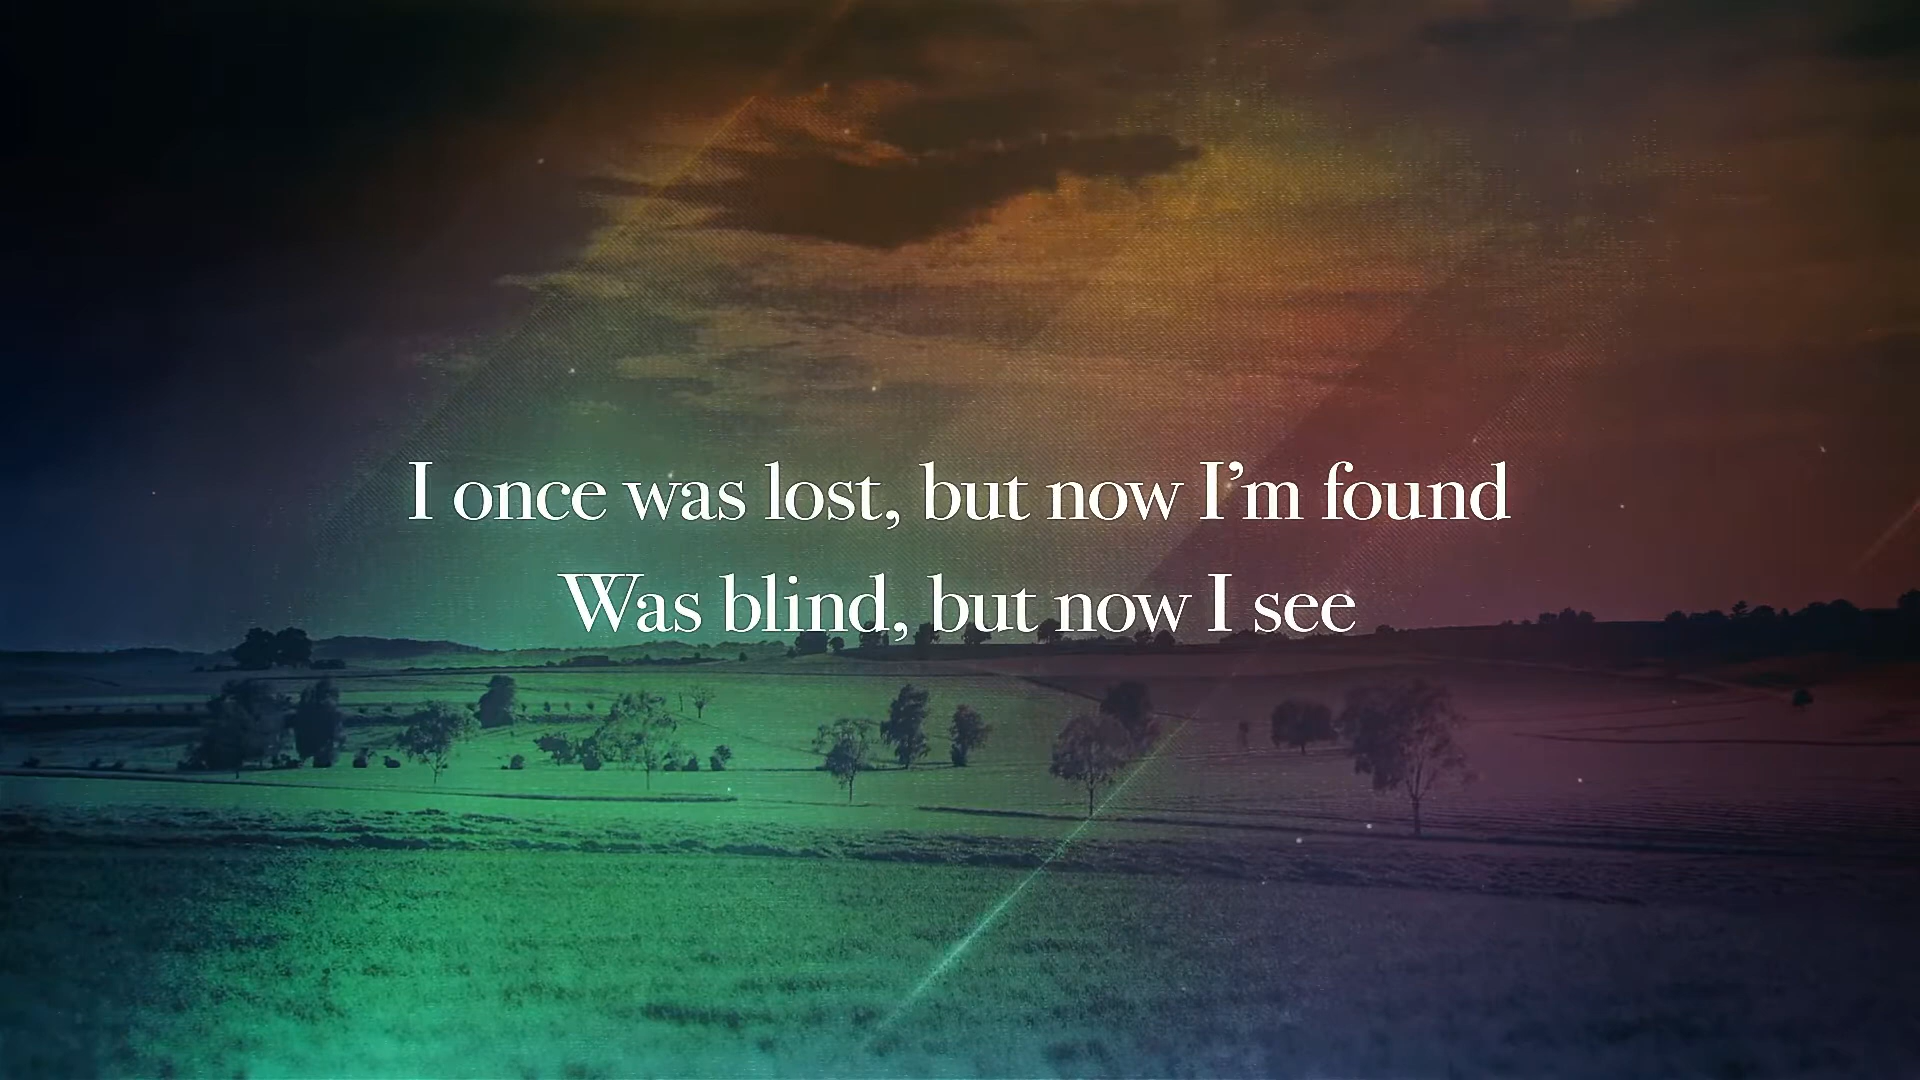 I once was lost, but now I’m found
Was blind, but now I see